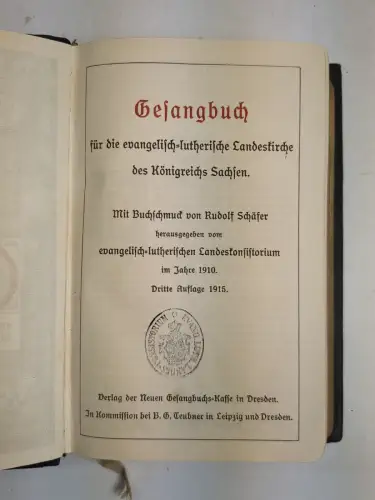 Gesangbuch
für die evangelisch-lutherische Landeskirche
des Königreichs Sachsen.
Mit Buchschmuck von Rudolf Schäfer
herausgegeben vom
evangelisch-lutherischen Landeskonsistorium
im Jahre 1910.
Dritte Auflage 1915.
Verlag der Neuen Gesangbuchs-Kasse in Dresden.
In Kommission bei B. G. Teubner in Leipzig und Dresden.